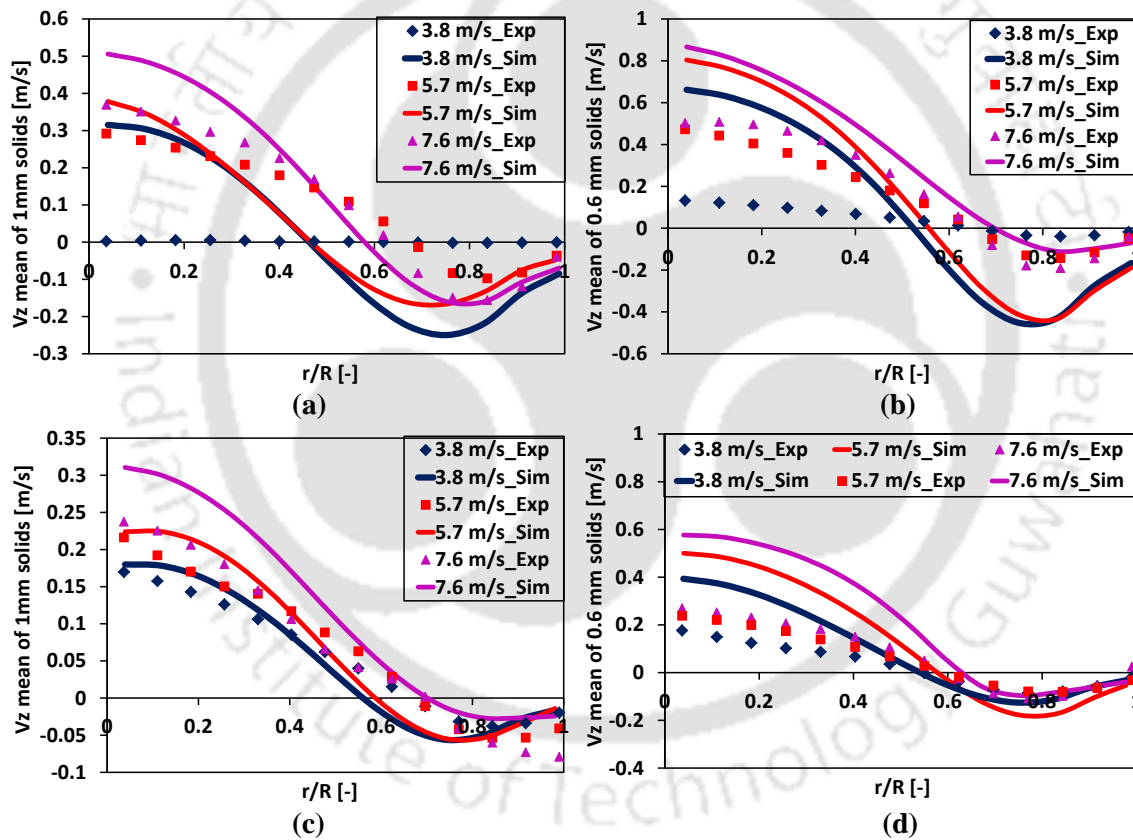 Vz mean of 1mm solids [m/s]
0.6
0.5
0.4
0.3
0.2
0.1
0
-0.1
-0.2
-0.3
0
0.2
0.4
0.6
0.8
1
3.8 m/s_Exp
3.8 m/s_Sim
5.7 m/s_Exp
5.7 m/s_Sim
7.6 m/s_Exp
7.6 m/s_Sim
r/R [-]
(a)
Vz mean of 0.6 mm solids [m/s]
1
0.8
0.6
0.4
0.2
0
-0.2
-0.4
-0.6
0
0.2
0.4
0.6
0.8
1
3.8 m/s_Exp
3.8 m/s_Sim
5.7 m/s_Exp
5.7 m/s_Sim
7.6 m/s_Exp
7.6 m/s_Sim
r/R [-]
(b)
Vz mean of 1mm solids [m/s]
0.35
0.3
0.25
0.2
0.15
0.1
0.05
0
-0.05
-0.1
0
0.2
0.4
0.6
0.8
1
3.8 m/s_Exp
3.8 m/s_Sim
5.7 m/s_Exp
5.7 m/s_Sim
7.6 m/s_Exp
7.6 m/s_Sim
r/R [-]
(c)
Vz mean of 0.6 mm solids [m/s]
1
0.8
0.6
0.4
0.2
0
-0.2
-0.4
0
0.2
0.4
0.6
0.8
1
3.8 m/s_Exp
5.7 m/s_Sim
7.6 m/s_Exp
3.8 m/s_Sim
5.7 m/s_Exp
7.6 m/s_Sim
r/R [-]
(d)
Indian Institute of Technology Guwahati